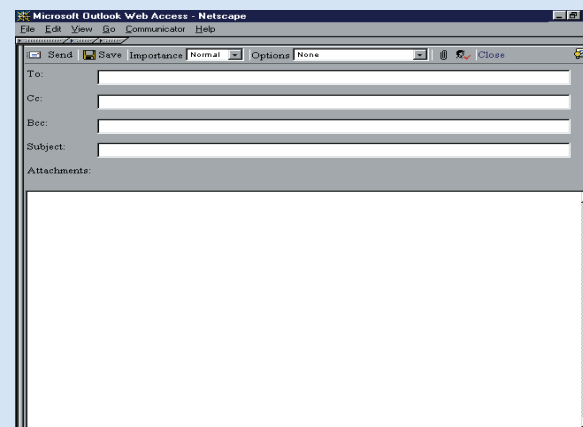 Microsoft Outlook Web Access - Netscape
File Edit View Go Communicator Help
Send Save Importance Normal Options None Close
To:
Cc:
Bcc:
Subject:
Attachments: